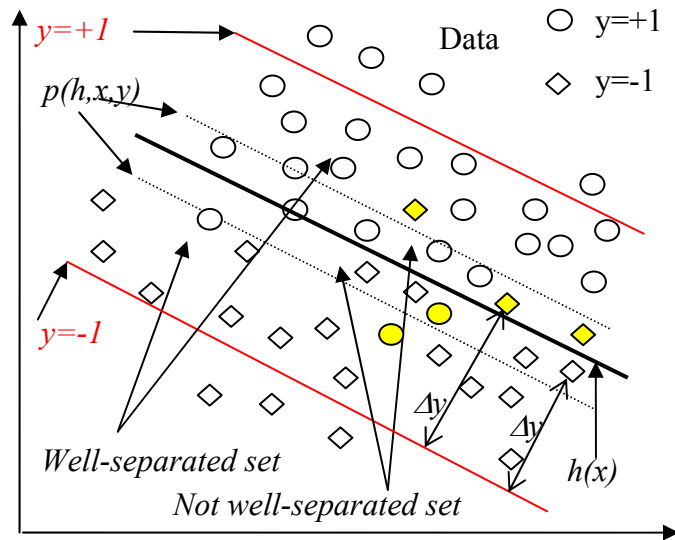 y=+1
Data
y=+1
y=-1
p(h,x,y)
y=-1
Δy
Δy
Well-separated set
Not well-separated set
h(x)